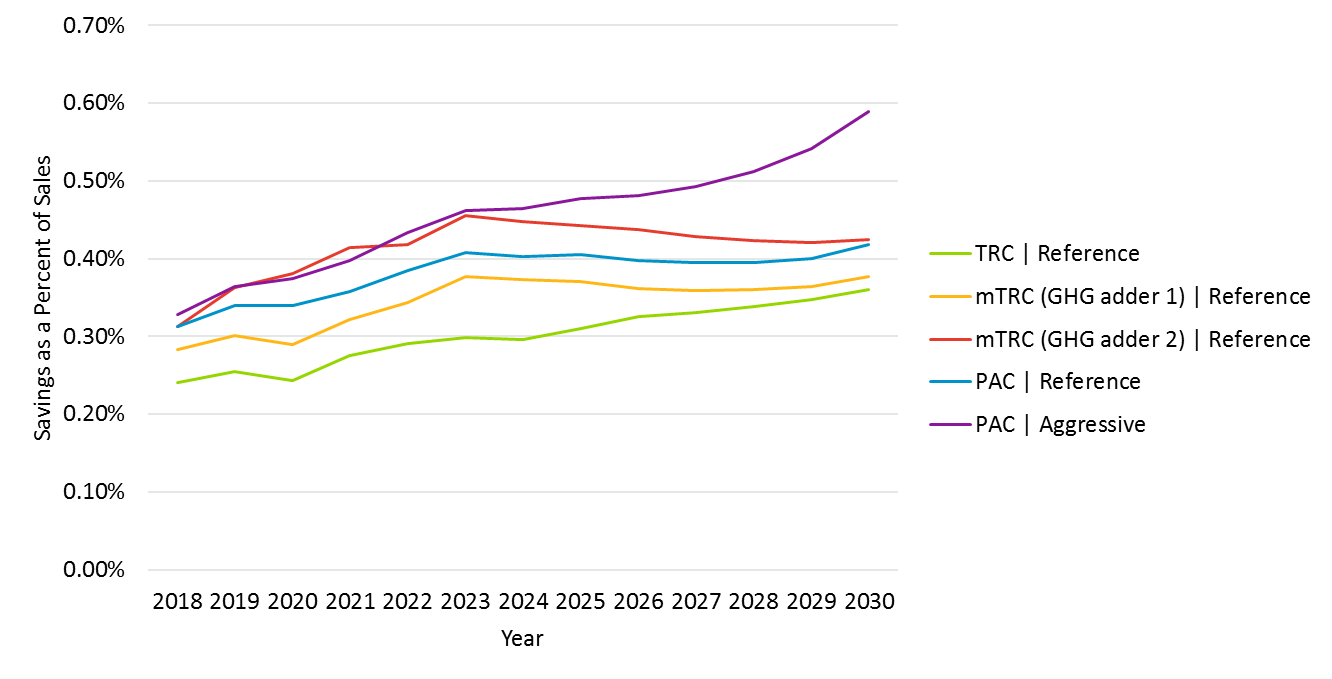 0.70%
0.60%
0.50%
0.40%
0.30%
0.20%
0.10%
0.00%
Savings as a Percent of Sales
2018 2019 2020 2021 2022 2023 2024 2025 2026 2027 2028 2029 2030
Year
TRC | Reference
mTRC (GHG adder 1) | Reference
mTRC (GHG adder 2) | Reference
PAC | Reference
PAC | Aggressive